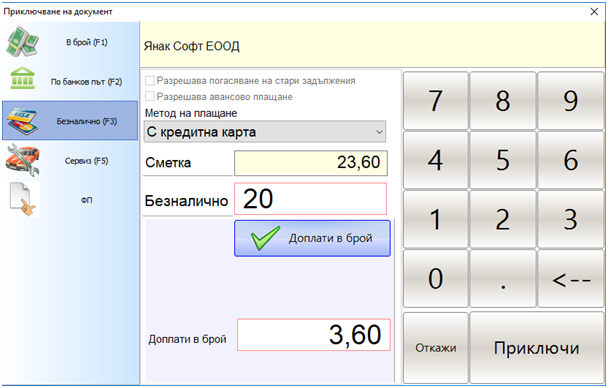 Приключване на документ
В брой (F1)
По банков път (F2)
Безналично (F3)
Сервиз (F5)
ФП
Янак Софт ЕООД
Разрешава погасяване на стари задължения
Разрешава авансово плащане
Метод на плащане
С кредитна карта
Сметка 23,60
Безналично 20
Доплати в брой
Доплати в брой 3,60
7 8 9
4 5 6
1 2 3
0 . <--
Откажи Приключи